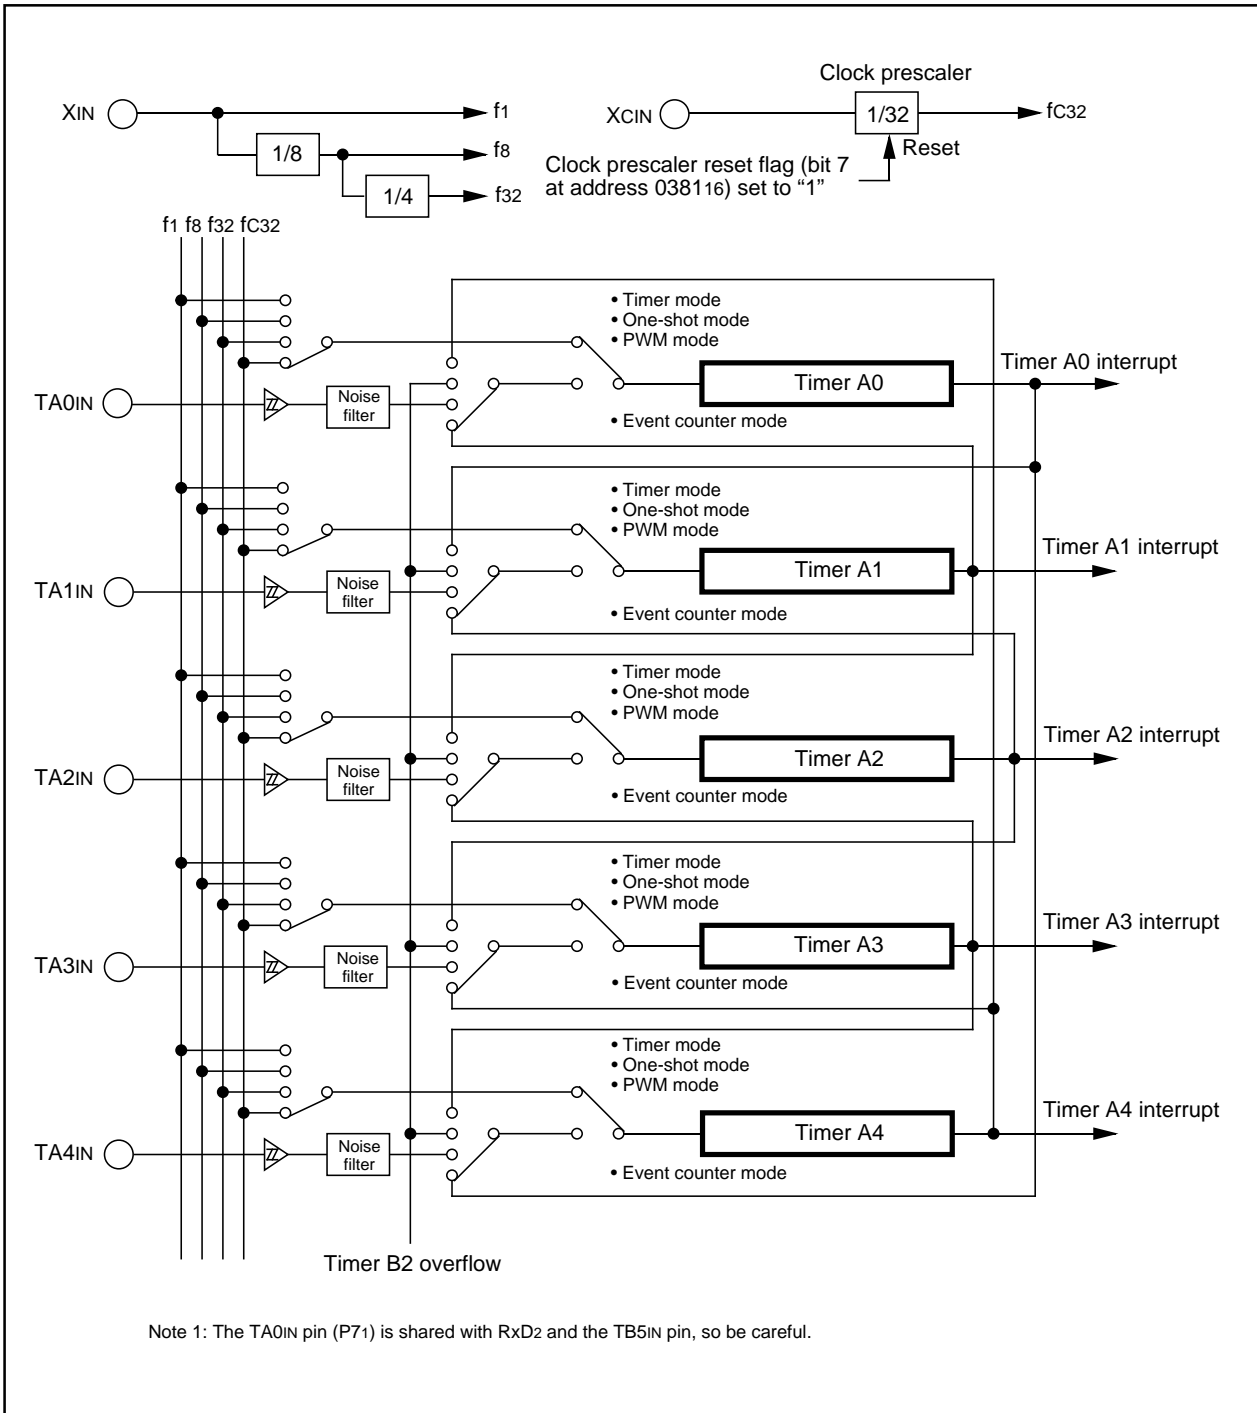 Clock prescaler
XIN
f1
XCIN
1/32
fC32
1/8
f8
Reset
Clock prescaler reset flag (bit 7
at address 038116) set to “1”
1/4
f32
f1 f8 f32 fC32
• Timer mode
• One-shot mode
• PWM mode
Timer A0 interrupt
Timer A0
TA0IN
Noise
filter
• Event counter mode
• Timer mode
• One-shot mode
• PWM mode
Timer A1 interrupt
Timer A1
TA1IN
Noise
filter
• Event counter mode
• Timer mode
• One-shot mode
• PWM mode
Timer A2 interrupt
Timer A2
TA2IN
Noise
filter
• Event counter mode
• Timer mode
• One-shot mode
• PWM mode
Timer A3 interrupt
Timer A3
TA3IN
Noise
filter
• Event counter mode
• Timer mode
• One-shot mode
• PWM mode
Timer A4 interrupt
Timer A4
TA4IN
Noise
filter
• Event counter mode
Timer B2 overflow
Note 1: The TA0IN pin (P71) is shared with RxD2 and the TB5IN pin, so be careful.